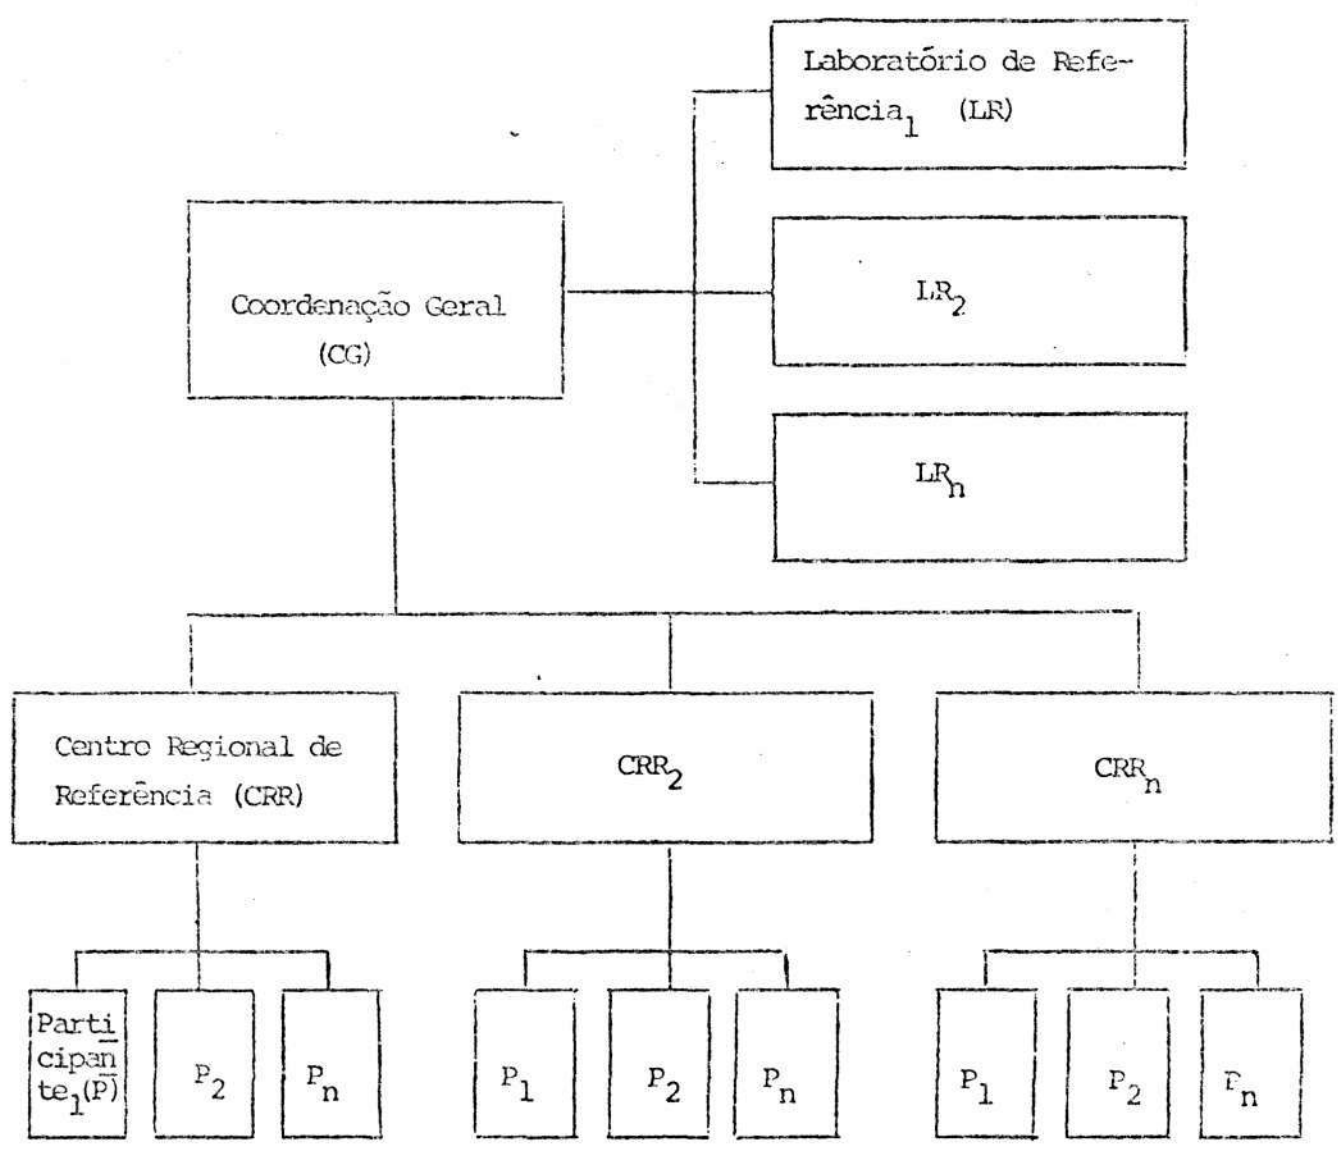 Laboratório de Refe-
rência₁ (LR)
LR₂
Coordenação Geral
(CG)
LRₙ
Centro Regional de
Referência (CRR)
CRR₂
CRRₙ
Parti
cipan
te₁(P)
P₂
Pₙ
P₁
P₂
Pₙ
P₁
P₂
Pₙ